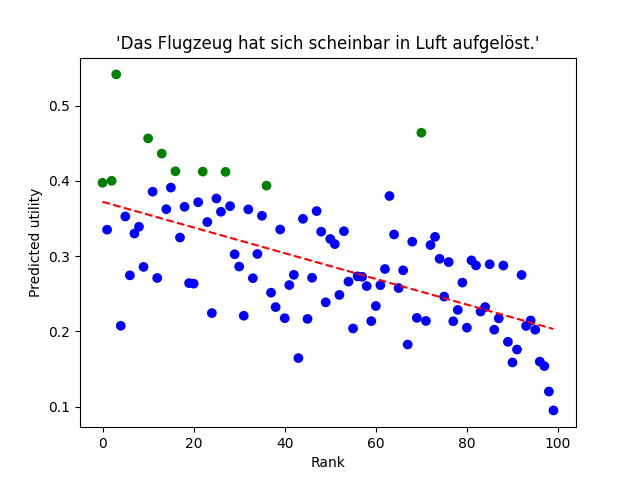 'Das Flugzeug hat sich scheinbar in Luft aufgelöst.'
0.5
0.4
0.3
0.2
0.1
Predicted utility
0 20 40 60 80 100
Rank